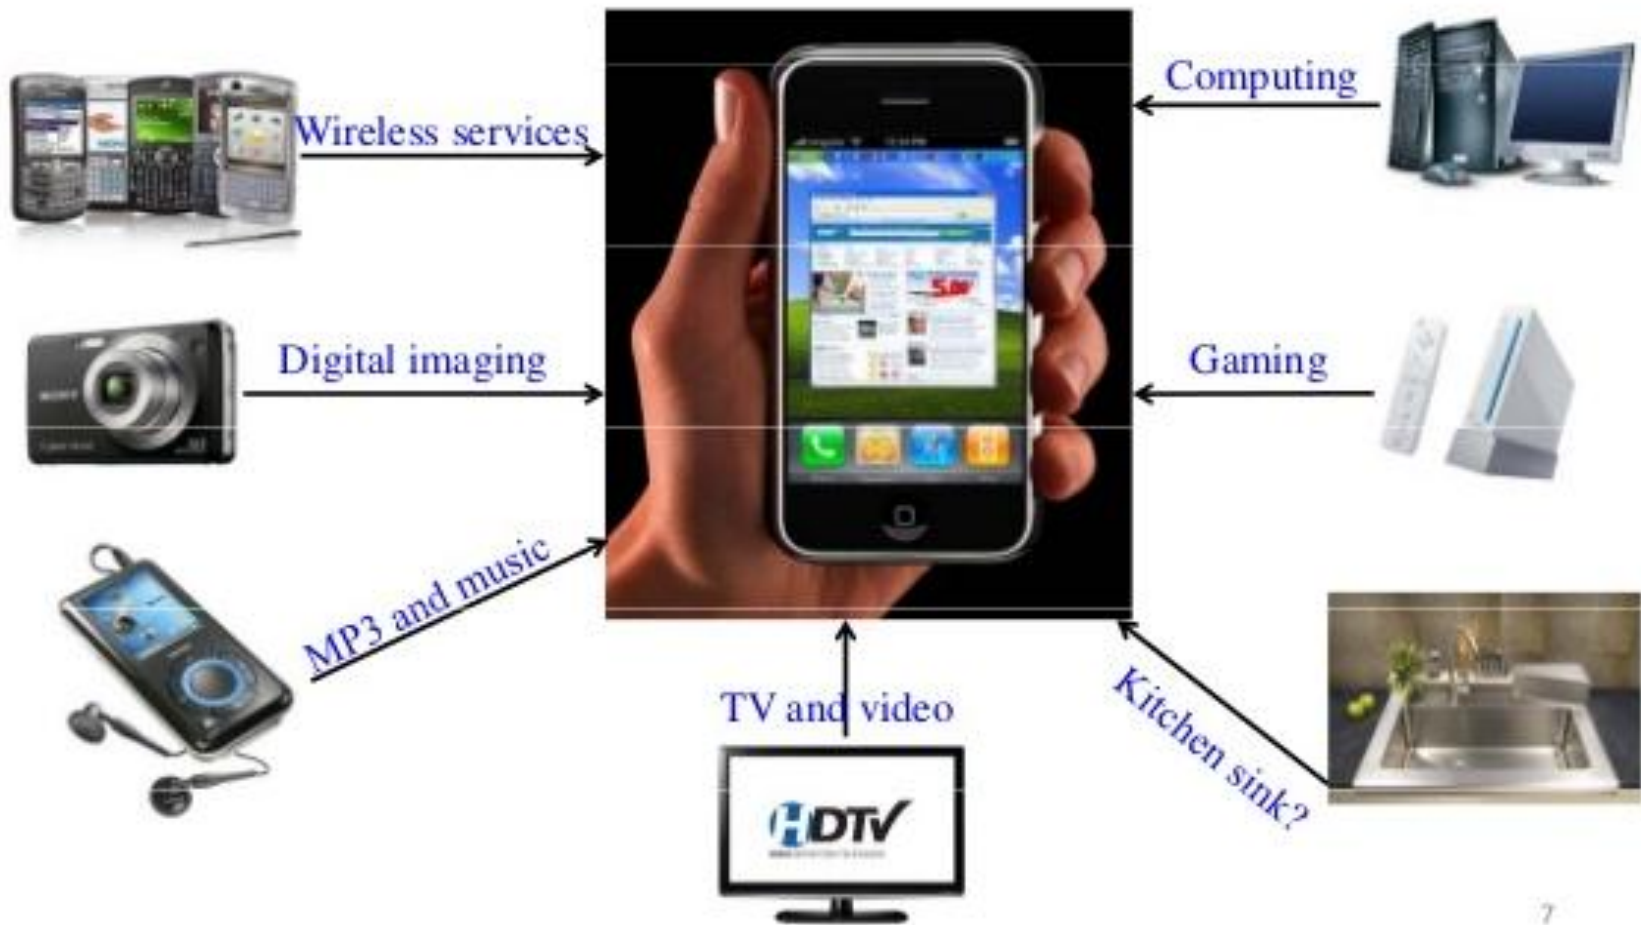 Wireless services
Computing
Digital imaging
Gaming
MP3 and music
TV and video
Kitchen sink?
HDTV
7